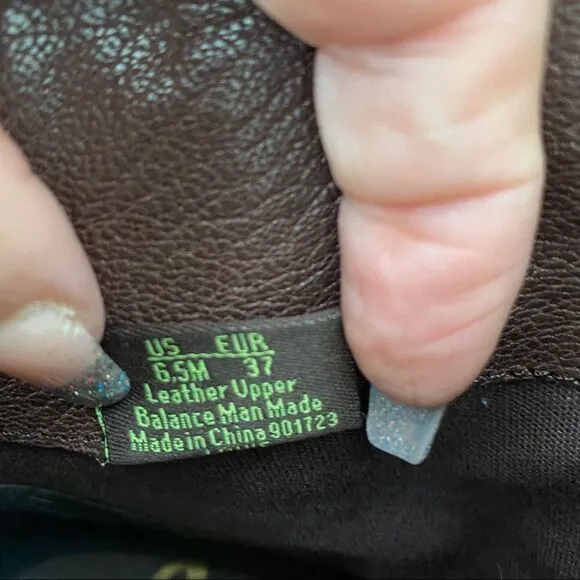 US EUR
6.5M 37
Leather Upper
Balance Man Made
Made in China 901723